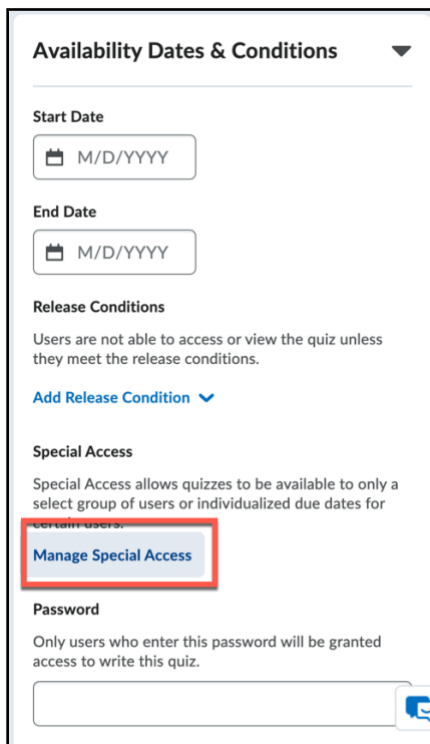 Availability Dates & Conditions
Start Date
M/D/YYYY
End Date
M/D/YYYY
Release Conditions
Users are not able to access or view the quiz unless
they meet the release conditions.
Add Release Condition
Special Access
Special Access allows quizzes to be available to only a
select group of users or individualized due dates for
certain users.
Manage Special Access
Password
Only users who enter this password will be granted
access to write this quiz.